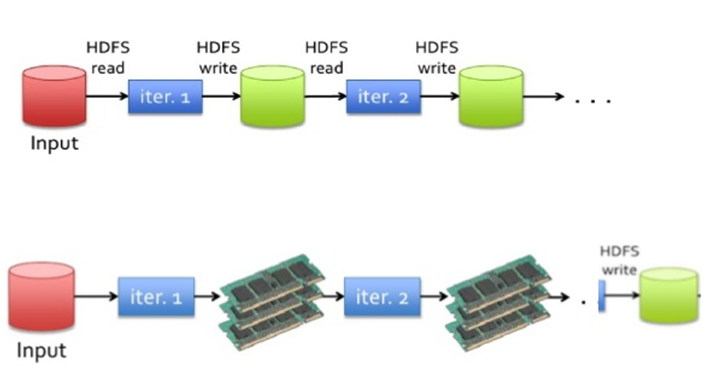 HDFS read
HDFS write
HDFS read
HDFS write
iter. 1
iter. 2
. . .
Input
HDFS write
iter. 1
iter. 2
.
Input